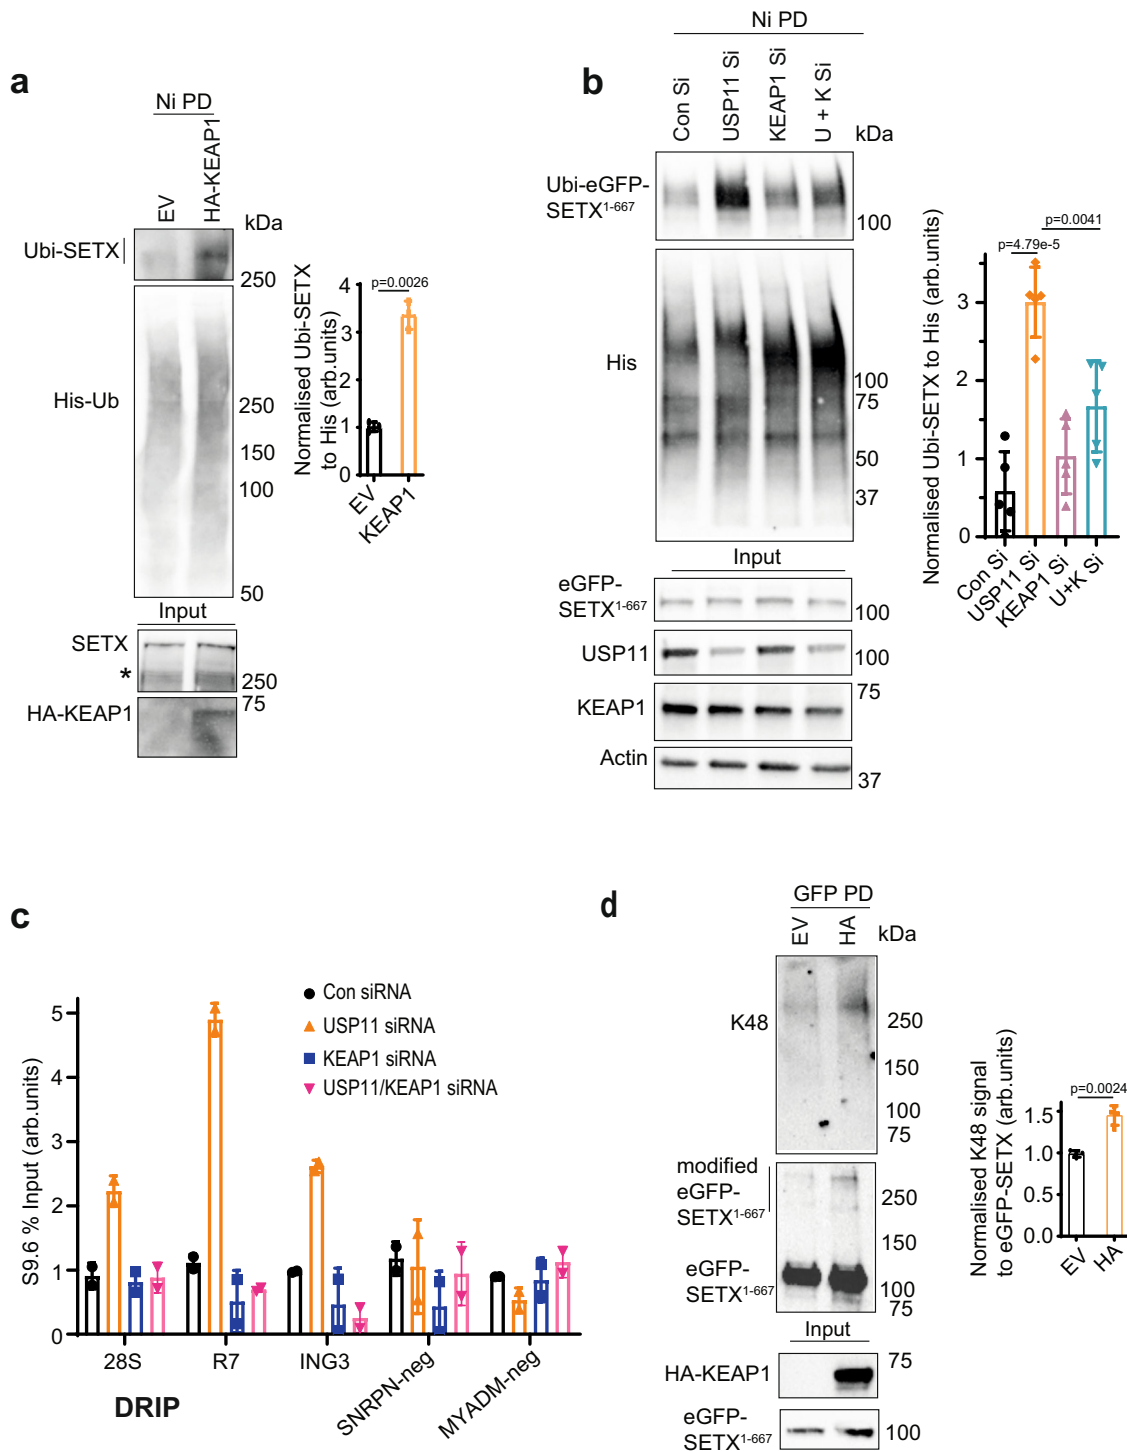 a
Ni PD
EV
HA-KEAP1
kDa
Ubi-SETX
250
His-Ub
250
150
100
50
Input
SETX
*
250
75
HA-KEAP1
Normalised Ubi-SETX
to His (arb.units)
4
3
2
1
0
p=0.0026
EV
KEAP1
b
Ni PD
Con Si
USP11 Si
KEAP1 Si
U + K Si
kDa
Ubi-eGFP-
SETX1-667
100
His
100
75
50
37
Input
eGFP-
SETX1-667
100
USP11
100
75
KEAP1
Actin
37
Normalised Ubi-SETX to His (arb.units)
p=0.0041
p=4.79e-5
3
2
1
0
Con Si
USP11 Si
KEAP1 Si
U+K Si
c
S9.6 % Input (arb.units)
5
4
3
2
1
0
Con siRNA
USP11 siRNA
KEAP1 siRNA
USP11/KEAP1 siRNA
28S
R7
ING3
SNRPN-neg
MYADM-neg
DRIP
d
GFP PD
EV
HA
kDa
K48
250
150
100
75
modified
eGFP-
SETX1-667
250
150
eGFP-
SETX1-667
100
75
Input
75
HA-KEAP1
eGFP-
SETX1-667
100
Normalised K48 signal
to eGFP-SETX (arb.units)
p=0.0024
1.5
1.0
0.5
0.0
EV
HA